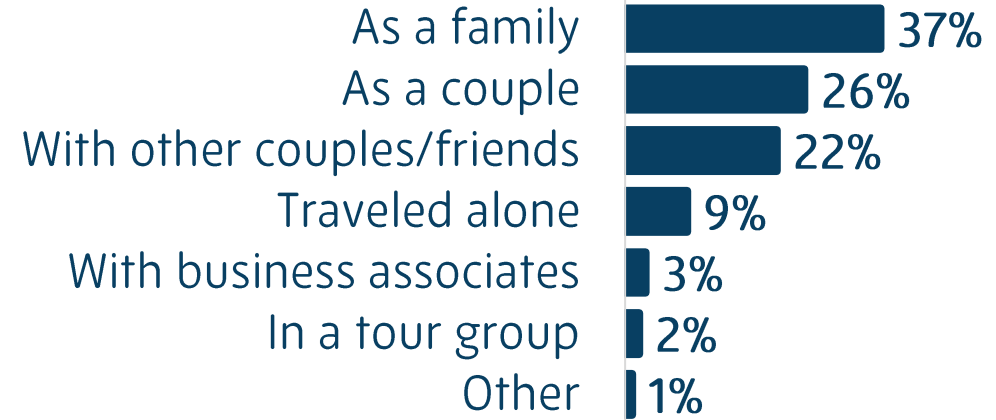 As a family 37%
As a couple 26%
With other couples/friends 22%
Traveled alone 9%
With business associates 3%
In a tour group 2%
Other 1%